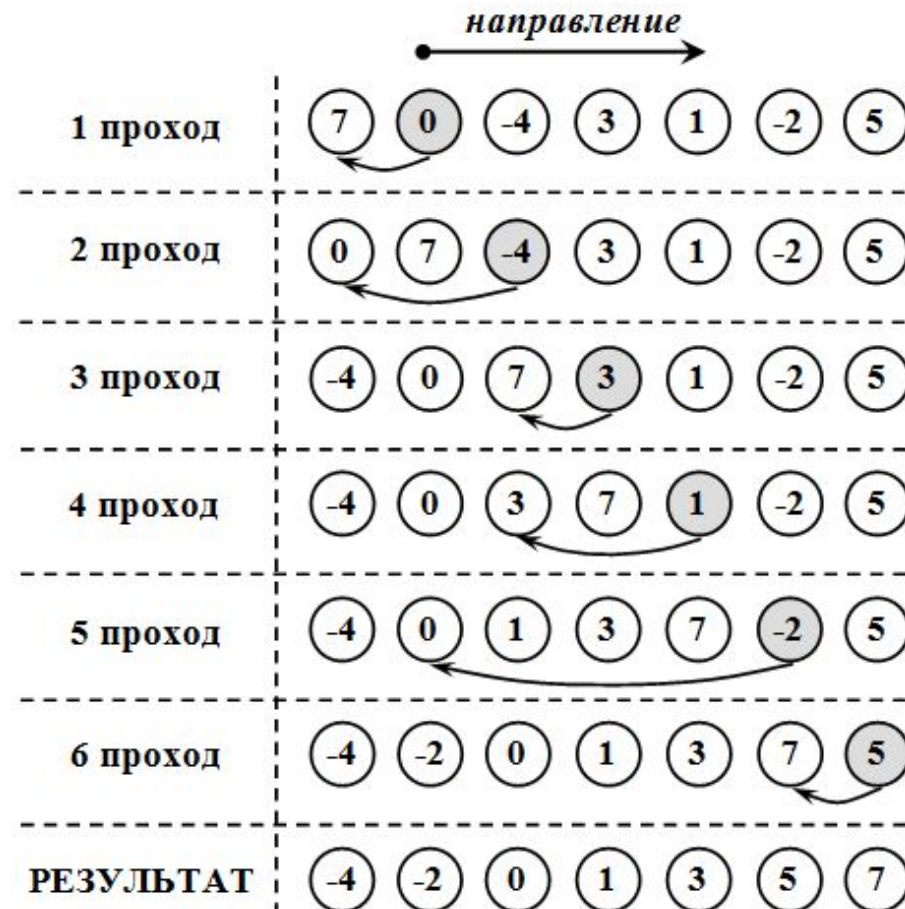 направление
1 проход 7 0 -4 3 1 -2 5
2 проход 0 7 -4 3 1 -2 5
3 проход -4 0 7 3 1 -2 5
4 проход -4 0 3 7 1 -2 5
5 проход -4 0 1 3 7 -2 5
6 проход -4 -2 0 1 3 7 5
РЕЗУЛЬТАТ -4 -2 0 1 3 5 7